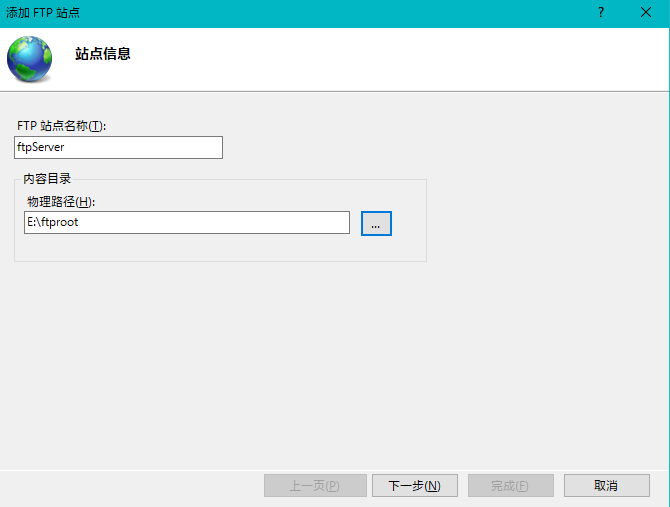 添加 FTP 站点
?
站点信息
FTP 站点名称(T):
ftpServer
内容目录
物理路径(H):
E:\ftproot
...
上一页(P)
下一步(N)
完成(F)
取消